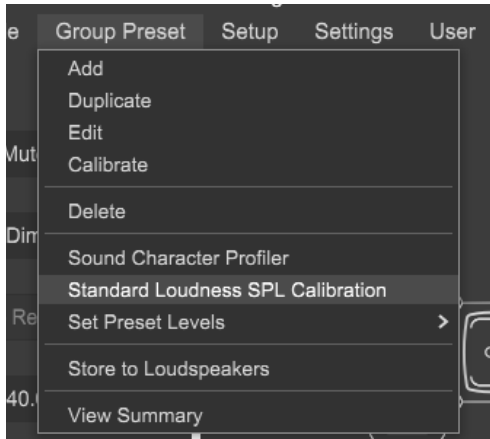 e Group Preset Setup Settings User
Add
Duplicate
Edit
Calibrate
Mut
Delete
Dim
Sound Character Profiler
Standard Loudness SPL Calibration
Re Set Preset Levels >
Store to Loudspeakers
40.
View Summary